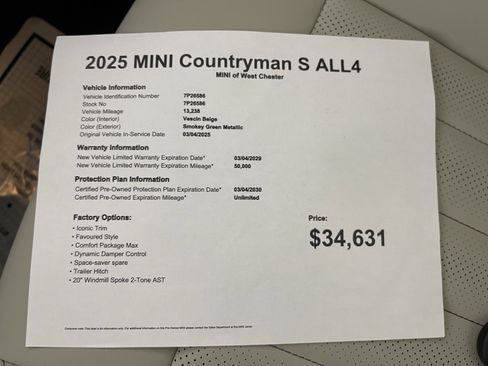 2025 MINI Countryman S ALL4
MINI of West Chester
Vehicle Information
Vehicle Identification Number 7P26586
Stock No 7P26586
Vehicle Mileage 13,238
Color (Interior) Vescin Beige
Color (Exterior) Smokey Green Metallic
Original Vehicle In-Service Date 03/04/2025
Warranty Information
New Vehicle Limited Warranty Expiration Date* 03/04/2029
New Vehicle Limited Warranty Expiration Mileage* 50,000
Protection Plan Information
Certified Pre-Owned Protection Plan Expiration Date* 03/04/2030
Certified Pre-Owned Expiration Mileage* Unlimited
Factory Options:
• Iconic Trim
• Favoured Style
• Comfort Package Max
• Dynamic Damper Control
• Space-saver spare
• Trailer Hitch
• 20" Windmill Spoke 2-Tone AST
Price:
$34,631